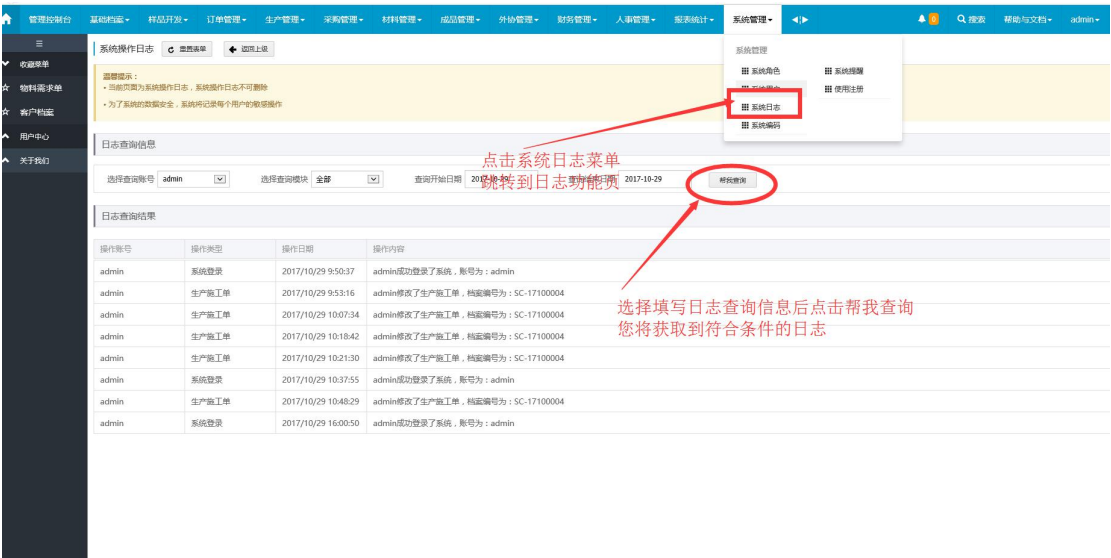 管理控制台 基础档案 样品开发 订单管理 生产管理 采购管理 材料管理 成品管理 外协管理 财务管理 人事管理 报表统计 系统管理 0 搜索 帮助与文档 admin
收藏菜单
物料需求单
客户档案
用户中心
关于我们
系统操作日志 重置表单 返回上级
温馨提示：
・当前页面为系统操作日志，系统操作日志不可删除
・为了系统的数据安全，系统将记录每个用户的敏感操作
系统管理
系统角色 系统提醒
使用注册
系统日志
系统编码
点击系统日志菜单
跳转到日志功能页
日志查询信息
选择查询账号 admin 选择查询模块 全部 查询开始日期 2017-10-29 2017-10-29 帮我查询
日志查询结果
操作账号 操作类型 操作日期 操作内容
admin 系统登录 2017/10/29 9:50:37 admin成功登录了系统，账号为：admin
admin 生产施工单 2017/10/29 9:53:16 admin修改了生产施工单，档案编号为：SC-17100004
admin 生产施工单 2017/10/29 10:07:34 admin修改了生产施工单，档案编号为：SC-17100004
admin 生产施工单 2017/10/29 10:18:42 admin修改了生产施工单，档案编号为：SC-17100004
admin 生产施工单 2017/10/29 10:21:30 admin修改了生产施工单，档案编号为：SC-17100004
admin 系统登录 2017/10/29 10:37:55 admin成功登录了系统，账号为：admin
admin 生产施工单 2017/10/29 10:48:29 admin修改了生产施工单，档案编号为：SC-17100004
admin 系统登录 2017/10/29 16:00:50 admin成功登录了系统，账号为：admin
选择填写日志查询信息后点击帮我查询
您将获取到符合条件的日志